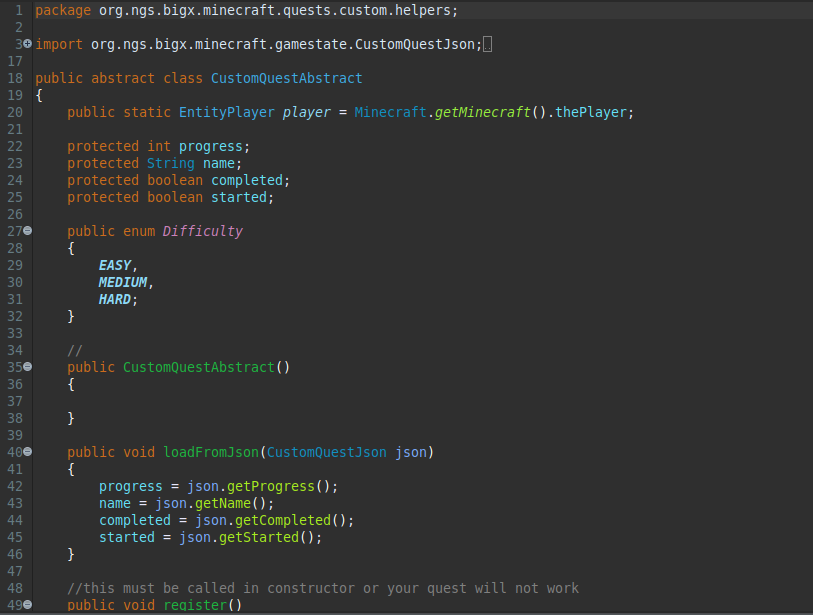 1 package org.ngs.bigx.minecraft.quests.custom.helpers;
2
3 import org.ngs.bigx.minecraft.gamestate.CustomQuestJson;
17
18 public abstract class CustomQuestAbstract
19 {
20 public static EntityPlayer player = Minecraft.getMinecraft().thePlayer;
21
22 protected int progress;
23 protected String name;
24 protected boolean completed;
25 protected boolean started;
26
27 public enum Difficulty
28 {
29 EASY,
30 MEDIUM,
31 HARD;
32 }
33
34 //
35 public CustomQuestAbstract()
36 {
37
38 }
39
40 public void loadFromJson(CustomQuestJson json)
41 {
42 progress = json.getProgress();
43 name = json.getName();
44 completed = json.getCompleted();
45 started = json.getStarted();
46 }
47
48 //this must be called in constructor or your quest will not work
49 public void register()